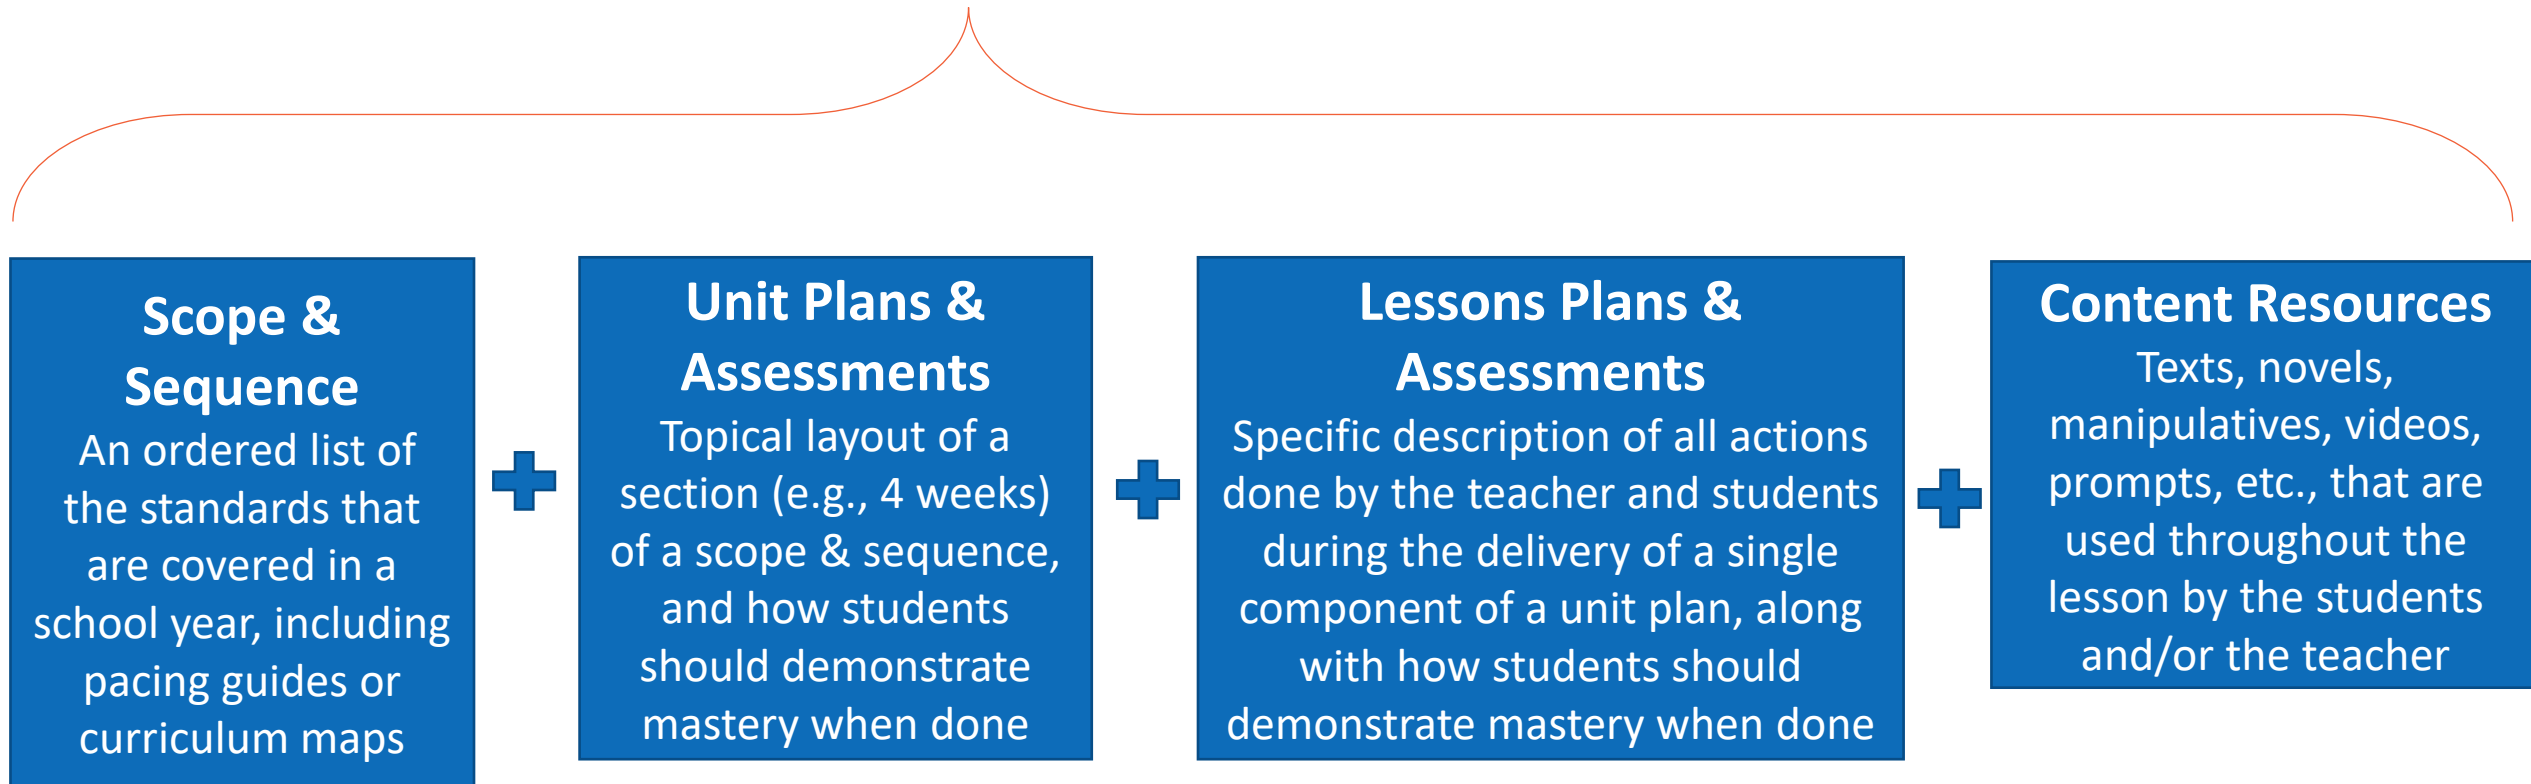 Scope &
Sequence
An ordered list of
the standards that
are covered in a
school year, including
pacing guides or
curriculum maps
Unit Plans &
Assessments
Topical layout of a
section (e.g., 4 weeks)
of a scope & sequence,
and how students
should demonstrate
mastery when done
Lessons Plans &
Assessments
Specific description of all actions
done by the teacher and students
during the delivery of a single
component of a unit plan, along
with how students should
demonstrate mastery when done
Content Resources
Texts, novels,
manipulatives, videos,
prompts, etc., that are
used throughout the
lesson by the students
and/or the teacher